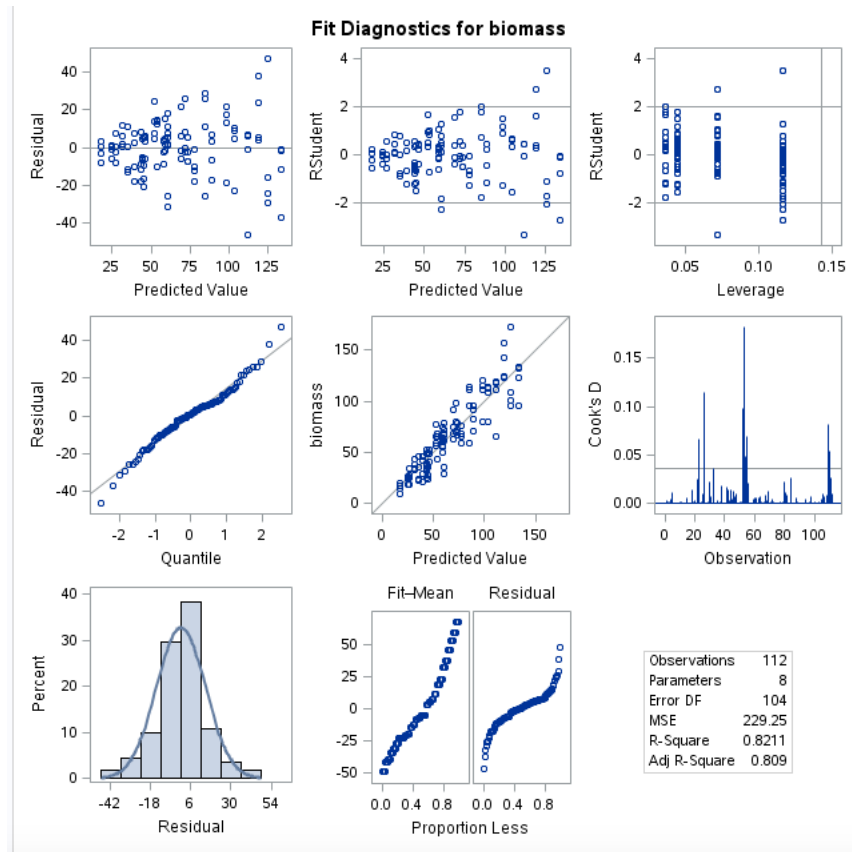 Fit Diagnostics for biomass
Residual
40
20
0
-20
-40
25 50 75 100 125
Predicted Value
RStudent
4
2
0
-2
25 50 75 100 125
Predicted Value
RStudent
4
2
0
-2
0.05 0.10 0.15
Leverage
Residual
40
20
0
-20
-40
-2 -1 0 1 2
Quantile
biomass
150
100
50
0
0 50 100 150
Predicted Value
Cook's D
0.15
0.10
0.05
0.00
0 20 40 60 80 100
Observation
Percent
40
30
20
10
0
-42 -18 6 30 54
Residual
Fit–Mean Residual
50
25
0
-25
-50
0.0 0.4 0.8 0.0 0.4 0.8
Proportion Less
Observations 112
Parameters 8
Error DF 104
MSE 229.25
R-Square 0.8211
Adj R-Square 0.809